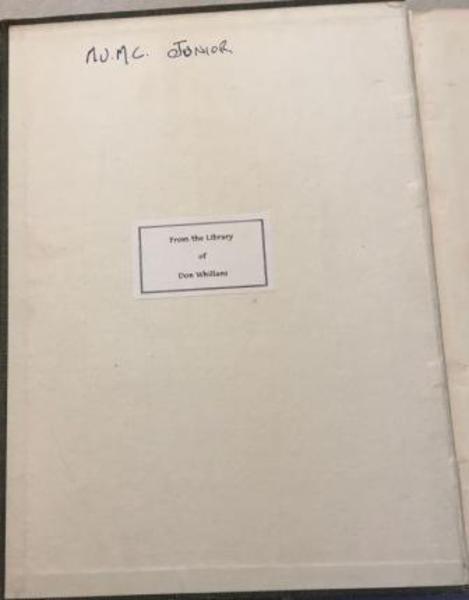 M.U.M.C. JUNIOR
From the Library
of
Don Whillans